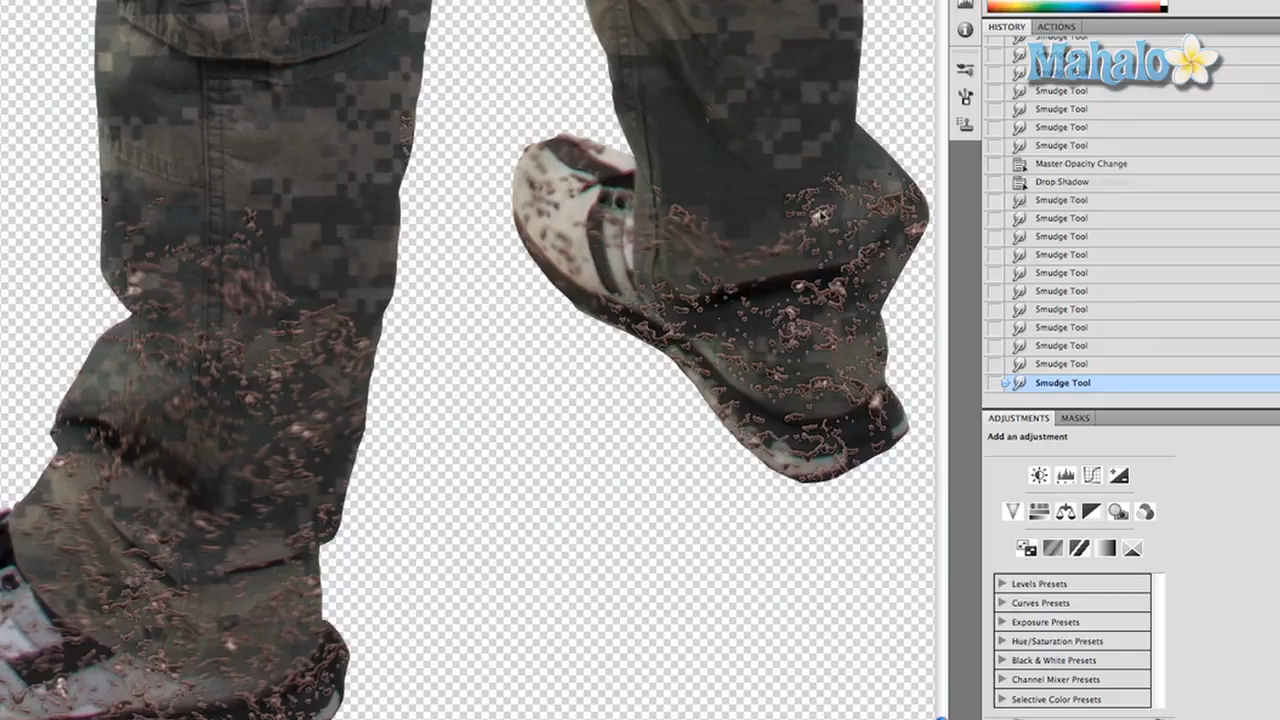 HISTORY ACTIONS
Smudge Tool
Mahalo
Smudge Tool
Smudge Tool
Smudge Tool
Smudge Tool
Master Opacity Change
Drop Shadow
Smudge Tool
Smudge Tool
Smudge Tool
Smudge Tool
Smudge Tool
Smudge Tool
Smudge Tool
Smudge Tool
Smudge Tool
Smudge Tool
Smudge Tool
ADJUSTMENTS MASKS
Add an adjustment
Levels Presets
Curves Presets
Exposure Presets
Hue/Saturation Presets
Black & White Presets
Channel Mixer Presets
Selective Color Presets